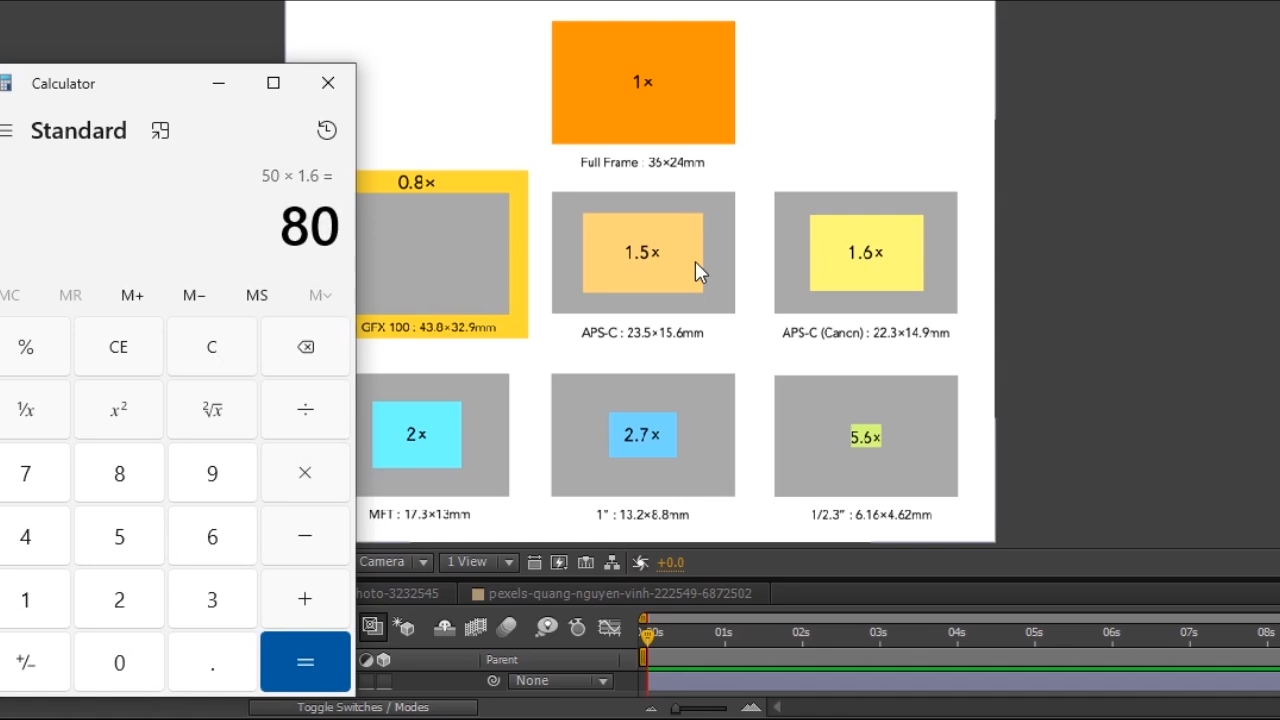 1×
Full Frame : 36×24mm
Calculator
Standard
50 × 1.6 =
80
MC MR M+ M− MS M˅
% CE C
¹/x x² ²√x ÷
7 8 9 ×
4 5 6 −
1 2 3 +
+/− 0 . =
0.8×
GFX 100 : 43.8×32.9mm
1.5×
APS-C : 23.5×15.6mm
1.6×
APS-C (Canon) : 22.3×14.9mm
2×
MFT : 17.3×13mm
2.7×
1" : 13.2×8.8mm
5.6×
1/2.3" : 6.16×4.62mm
Camera 1 View +0.0
hoto-3232545 pexels-quang-nguyen-vinh-222549-6872502
00s 01s 02s 03s 04s 05s 06s 07s 08s
Parent
None
Toggle Switches / Modes